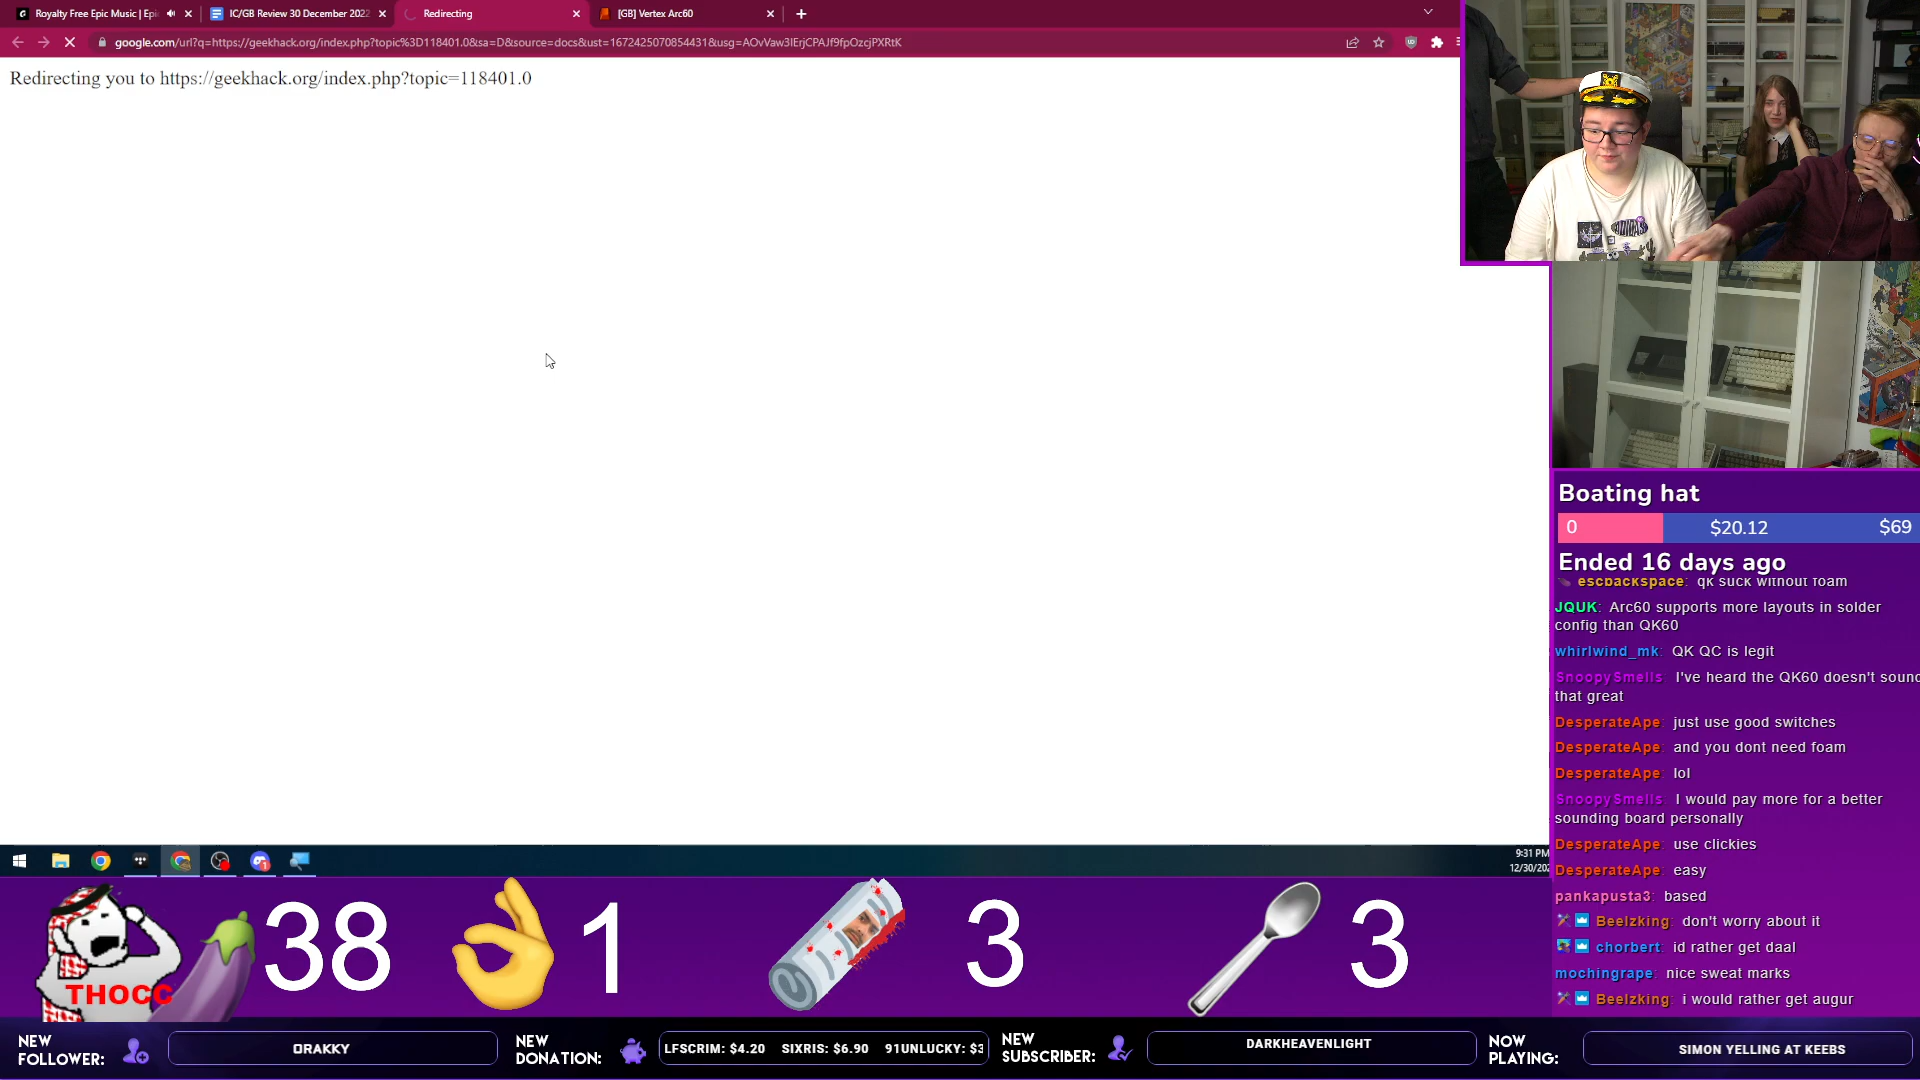 Royalty Free Epic Music | Epi
IC/GB Review 30 December 2022
Redirecting
[GB] Vertex Arc60
google.com/url?q=https://geekhack.org/index.php?topic%3D118401.0&sa=D&source=docs&ust=1672425070854431&usg=AOvVaw3IErjCPAJf9fpOzcjPXRtK
Redirecting you to https://geekhack.org/index.php?topic=118401.0
Boating hat
0 $20.12 $69
Ended 16 days ago
escbackspace: qk suck without foam
JQUK: Arc60 supports more layouts in solder
config than QK60
whirlwind_mk: QK QC is legit
SnoopySmells: I've heard the QK60 doesn't sound
that great
DesperateApe: just use good switches
DesperateApe: and you dont need foam
DesperateApe: lol
SnoopySmells: I would pay more for a better
sounding board personally
DesperateApe: use clickies
DesperateApe: easy
pankapusta3: based
Beelzking: don't worry about it
chorbert: id rather get daal
mochingrape: nice sweat marks
Beelzking: i would rather get augur
9:31 PM
12/30/202
THOCC
38
1
3
3
NEW
FOLLOWER:
ORAKKY
NEW
DONATION:
LFSCRIM: $4.20 SIXRIS: $6.90 91UNLUCKY: $3
NEW
SUBSCRIBER:
DARKHEAVENLIGHT
NOW
PLAYING:
SIMON YELLING AT KEEBS